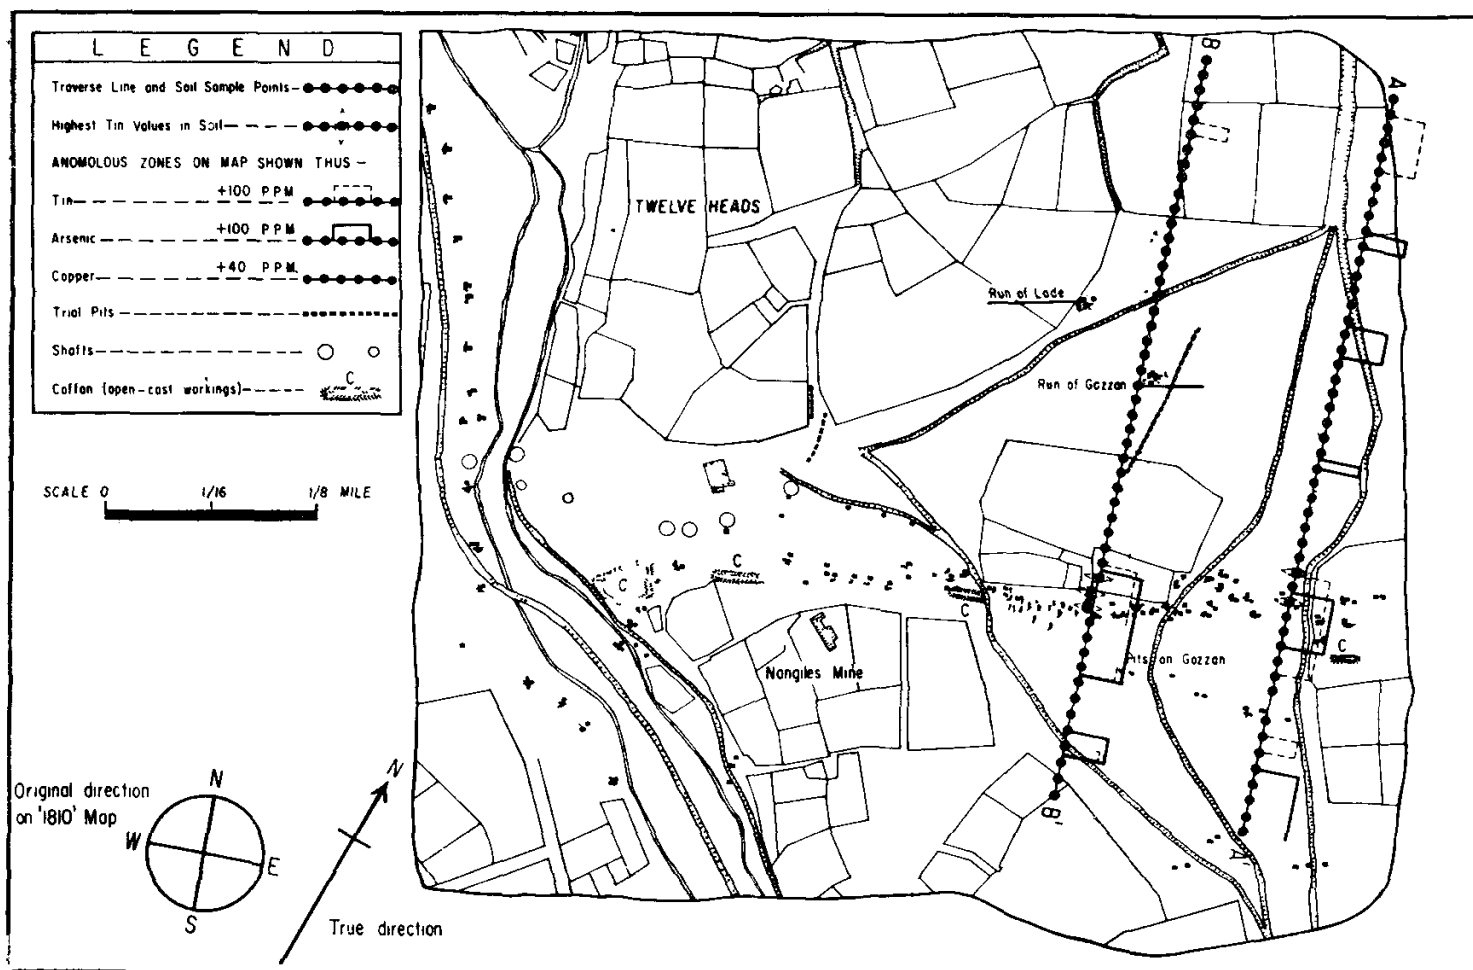 LEGEND
Traverse Line and Soil Sample Points
Highest Tin Values in Soil
ANOMOLOUS ZONES ON MAP SHOWN THUS -
Tin +100 PPM
Arsenic +100 PPM
Copper +40 PPM
Trial Pits
Shafts
C
Coffan (open-cast workings)
SCALE 0 1/16 1/8 MILE
Original direction
on '1810' Map
N
W
E
S
N
True direction
B
A
TWELVE HEADS
Run of Lode
Run of Gozzan
C
C
C
C
Pits on Gozzan
Nangiles Mine
B'
A'